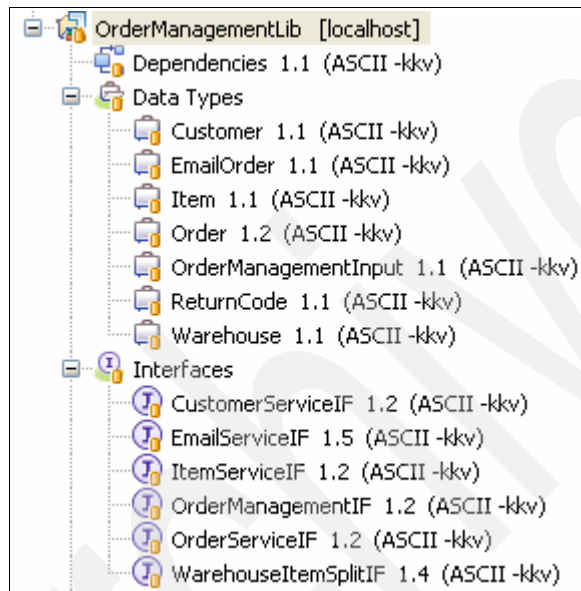 OrderManagementLib [localhost]
Dependencies 1.1 (ASCII -kkv)
Data Types
Customer 1.1 (ASCII -kkv)
EmailOrder 1.1 (ASCII -kkv)
Item 1.1 (ASCII -kkv)
Order 1.2 (ASCII -kkv)
OrderManagementInput 1.1 (ASCII -kkv)
ReturnCode 1.1 (ASCII -kkv)
Warehouse 1.1 (ASCII -kkv)
Interfaces
CustomerServiceIF 1.2 (ASCII -kkv)
EmailServiceIF 1.5 (ASCII -kkv)
ItemServiceIF 1.2 (ASCII -kkv)
OrderManagementIF 1.2 (ASCII -kkv)
OrderServiceIF 1.2 (ASCII -kkv)
WarehouseItemSplitIF 1.4 (ASCII -kkv)